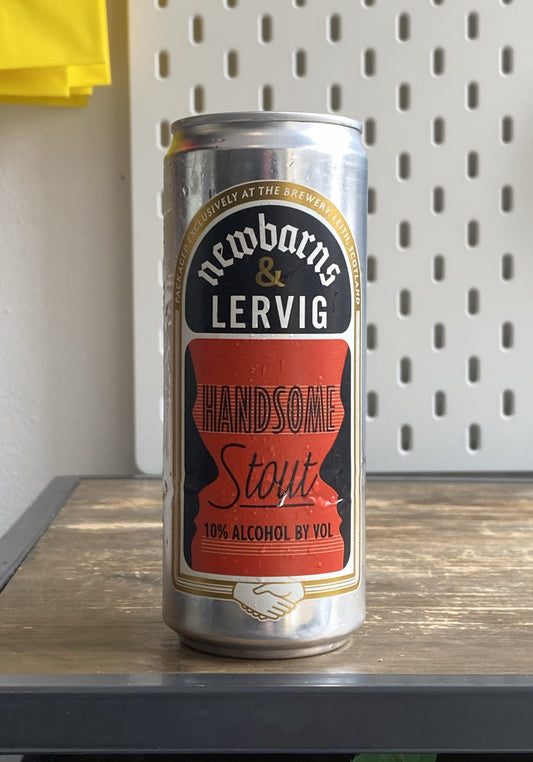 PACKAGED EXCLUSIVELY AT THE BREWERY, LEITH, SCOTLAND
newbarns
&
LERVIG
HANDSOME
Stout
10% ALCOHOL BY VOL